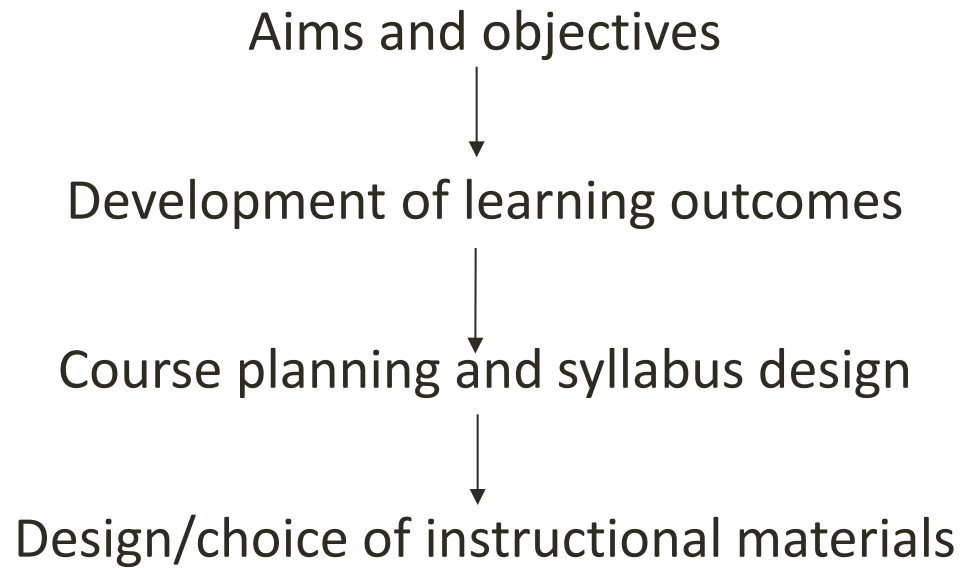 Aims and objectives
Development of learning outcomes
Course planning and syllabus design
Design/choice of instructional materials